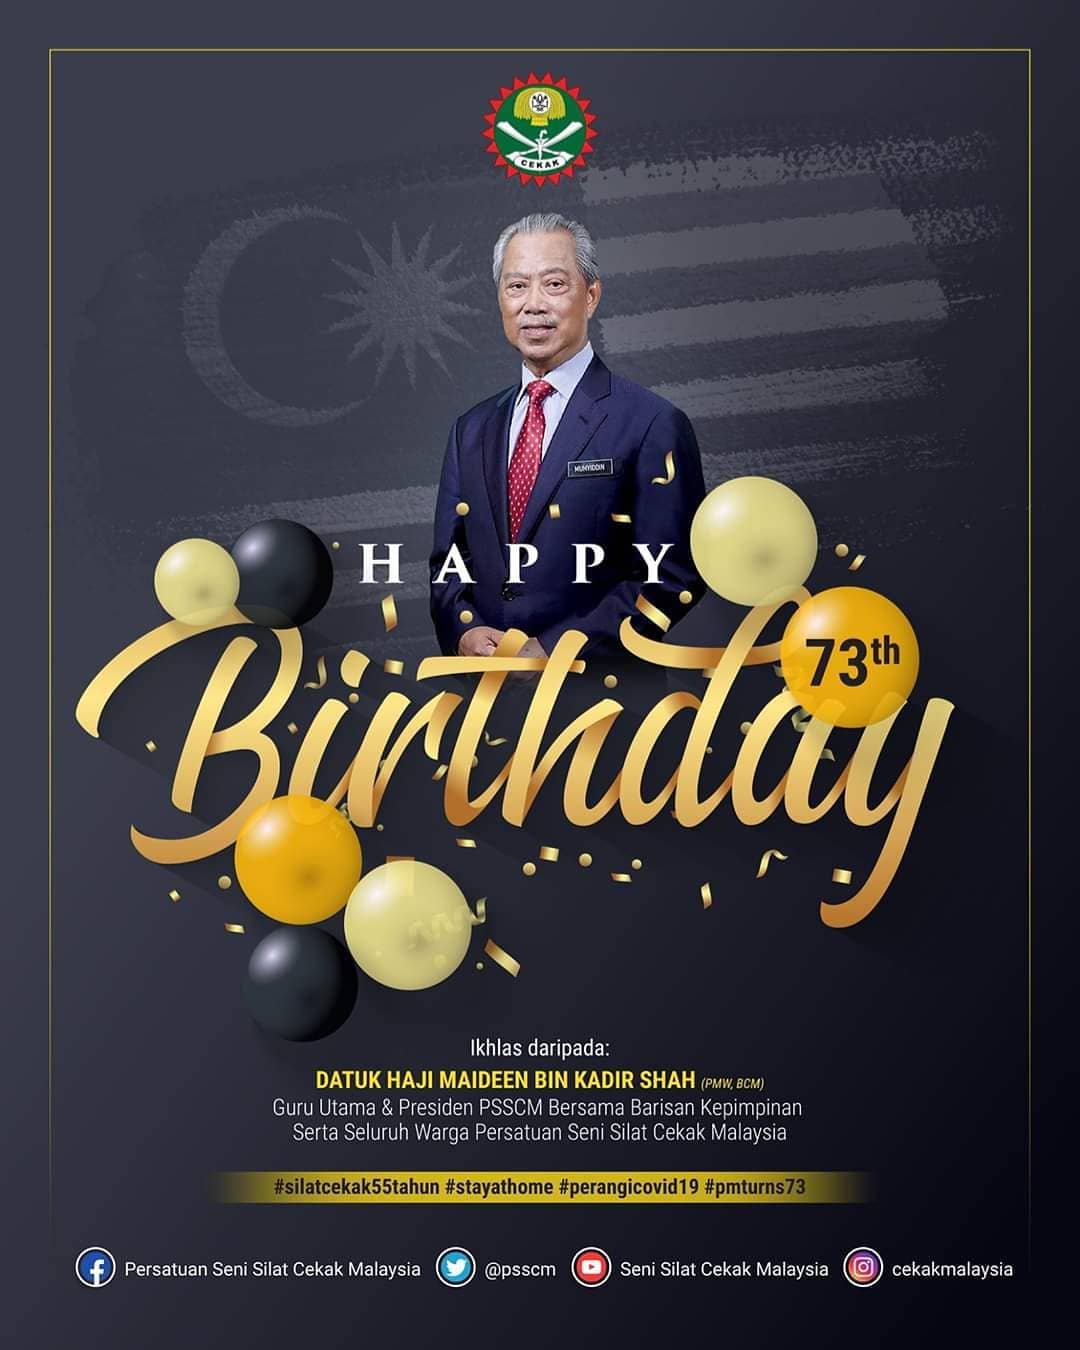 CEKAK
MUHYIDDIN
HAPPY
Birthday
73th
Ikhlas daripada:
DATUK HAJI MAIDEEN BIN KADIR SHAH (PMW, BCM)
Guru Utama & Presiden PSSCM Bersama Barisan Kepimpinan
Serta Seluruh Warga Persatuan Seni Silat Cekak Malaysia
#silatcekak55tahun #stayathome #perangicovid19 #pmturns73
Persatuan Seni Silat Cekak Malaysia @psscm Seni Silat Cekak Malaysia cekakmalaysia